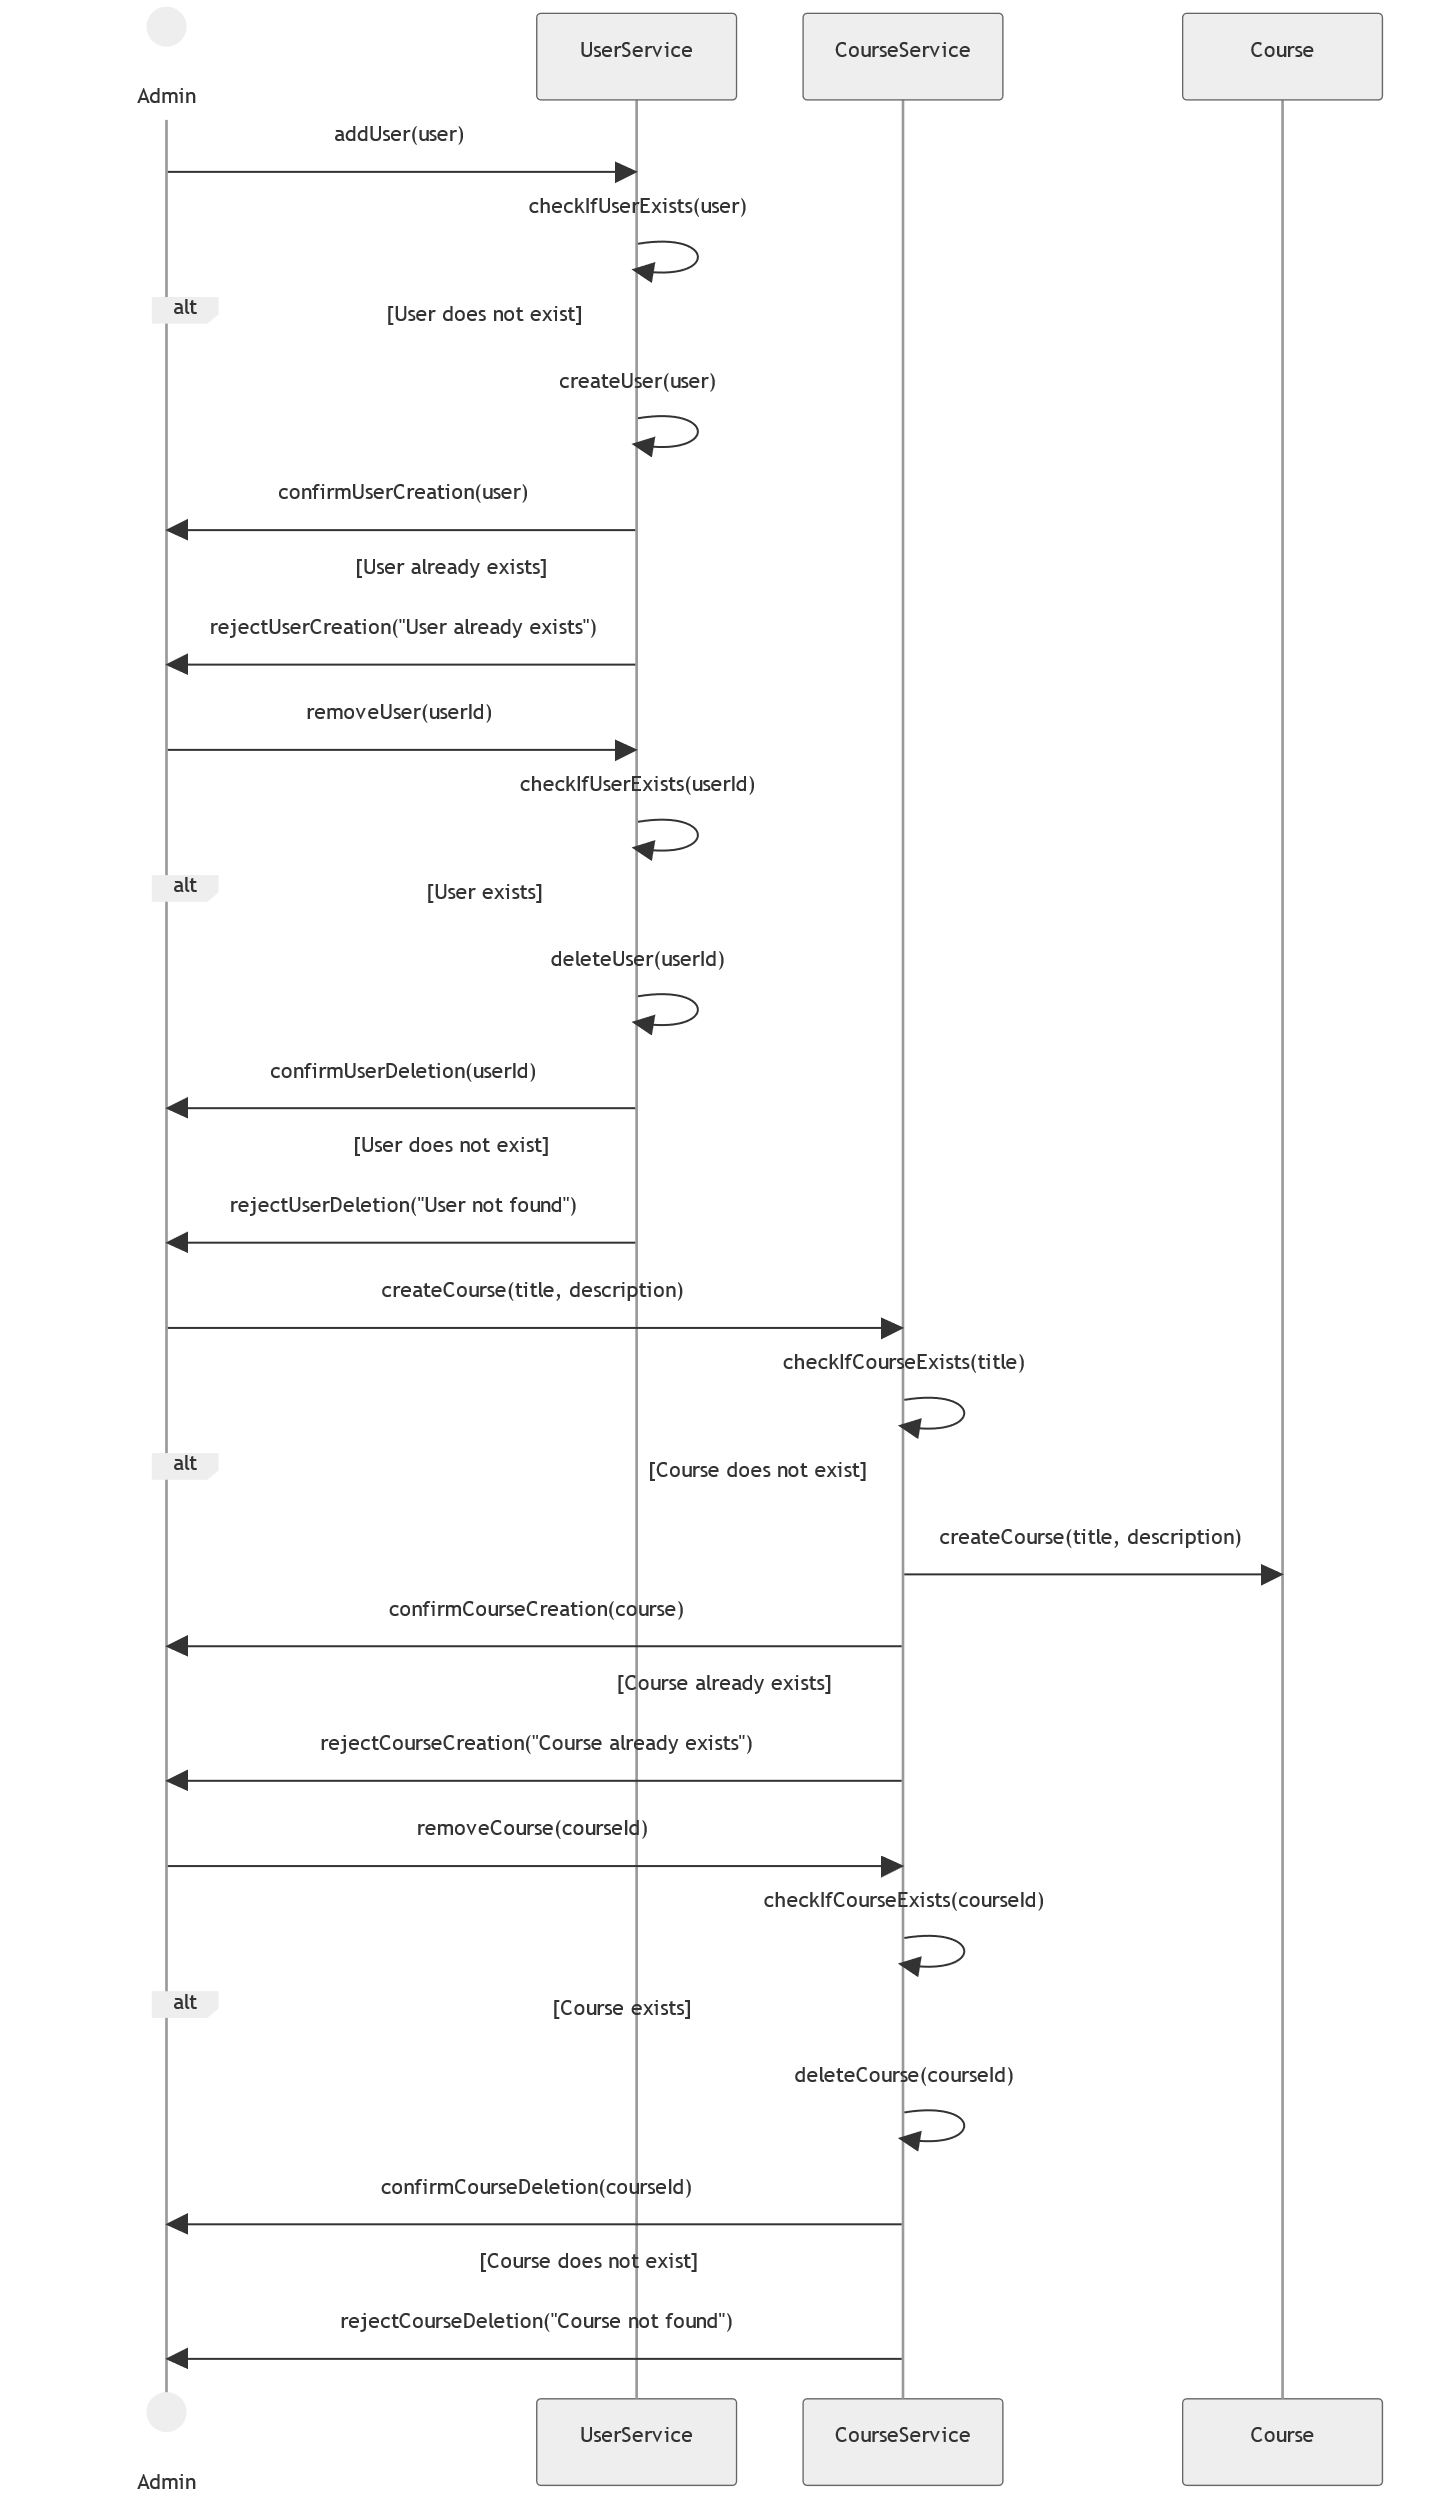 Admin
UserService
CourseService
Course
addUser(user)
checkIfUserExists(user)
alt
[User does not exist]
createUser(user)
confirmUserCreation(user)
[User already exists]
rejectUserCreation("User already exists")
removeUser(userId)
checkIfUserExists(userId)
alt
[User exists]
deleteUser(userId)
confirmUserDeletion(userId)
[User does not exist]
rejectUserDeletion("User not found")
createCourse(title, description)
checkIfCourseExists(title)
alt
[Course does not exist]
createCourse(title, description)
confirmCourseCreation(course)
[Course already exists]
rejectCourseCreation("Course already exists")
removeCourse(courseId)
checkIfCourseExists(courseId)
alt
[Course exists]
deleteCourse(courseId)
confirmCourseDeletion(courseId)
[Course does not exist]
rejectCourseDeletion("Course not found")
UserService
CourseService
Course
Admin